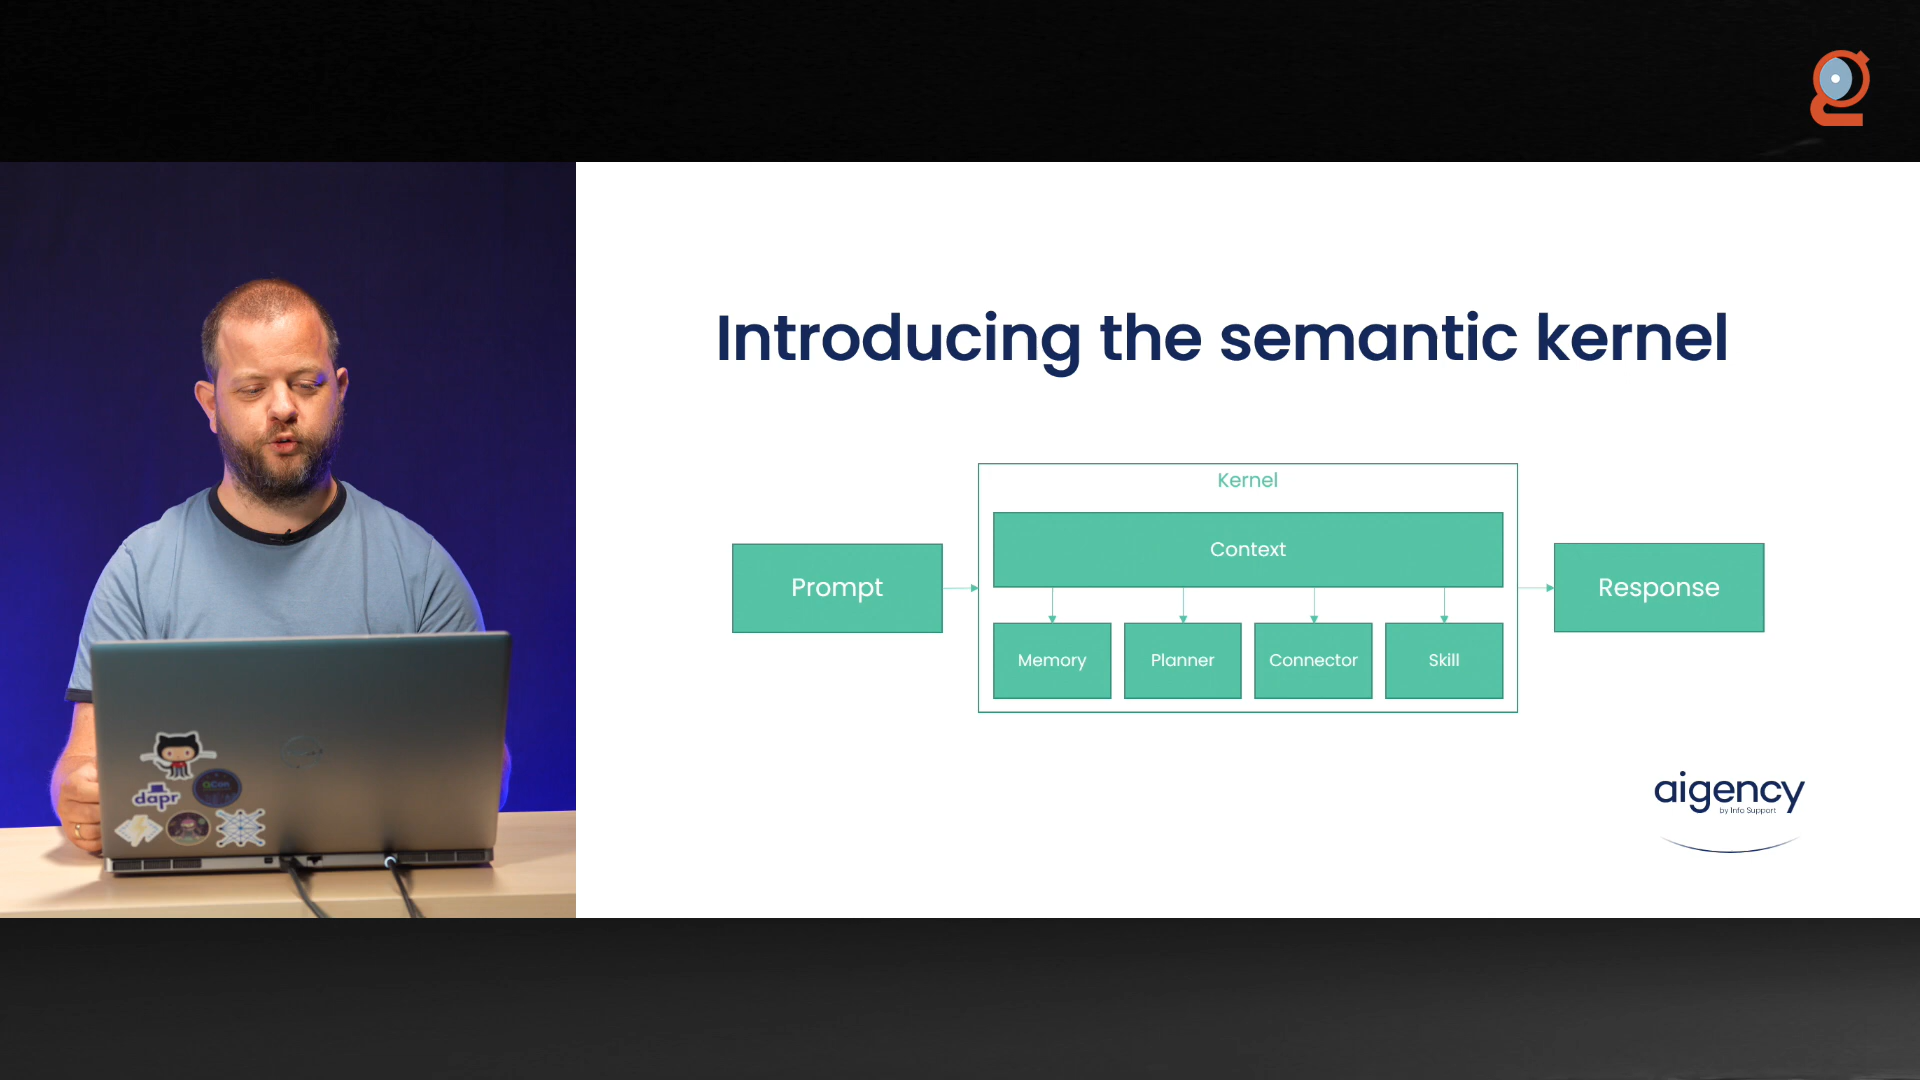 Introducing the semantic kernel
Kernel
Context
Prompt
Response
Memory
Planner
Connector
Skill
aigency
by Info Support
dapr